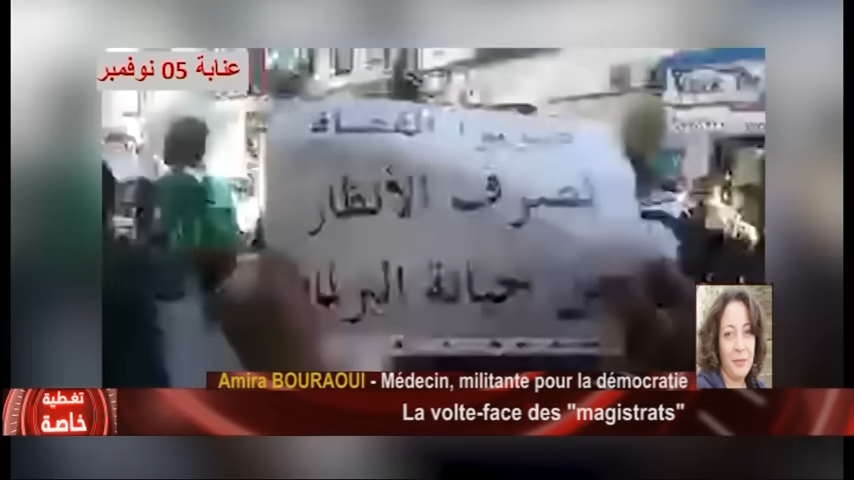 عنابة 05 نوفمبر
لصرف الأنظار
البرلمان
Amira BOURAOUI - Médecin, militante pour la démocratie
La volte-face des "magistrats"
تغطية
خاصة